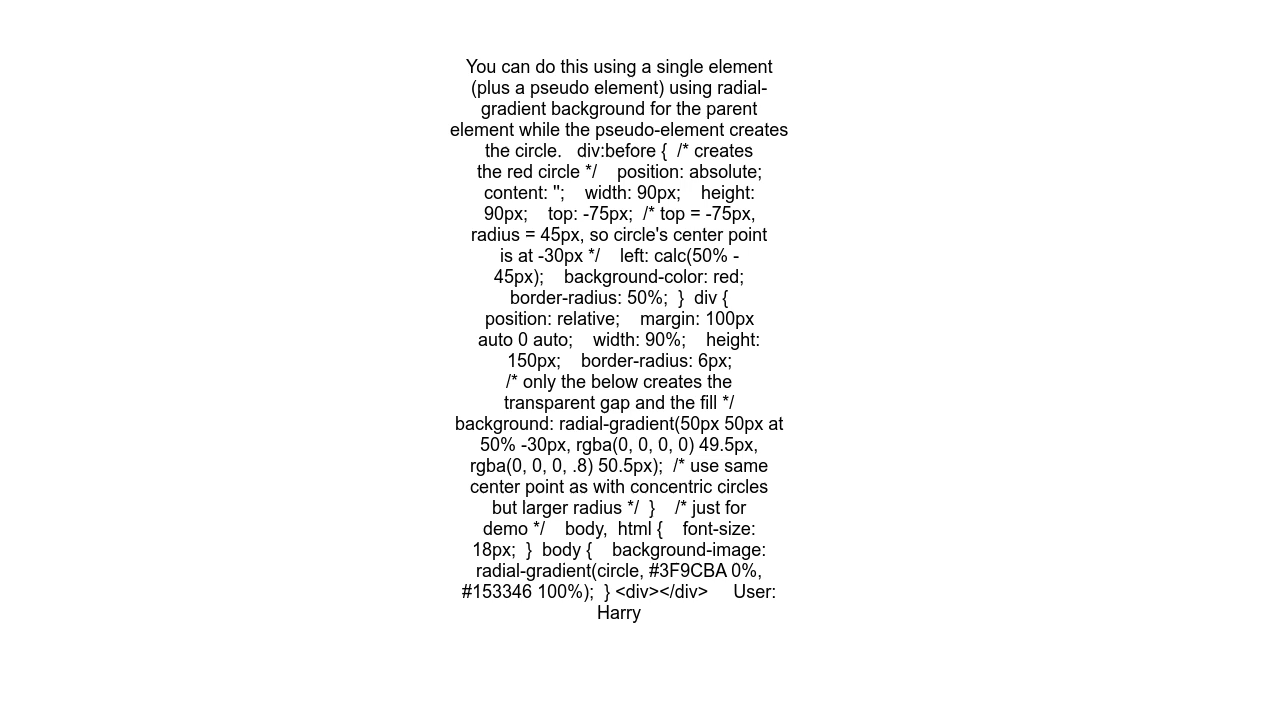 You can do this using a single element
(plus a pseudo element) using radial-
gradient background for the parent
element while the pseudo-element creates
the circle.   div:before {  /* creates
the red circle */    position: absolute;
content: '';    width: 90px;    height:
90px;    top: -75px;  /* top = -75px,
radius = 45px, so circle's center point
is at -30px */    left: calc(50% -
45px);    background-color: red;
border-radius: 50%;  }  div {
position: relative;    margin: 100px
auto 0 auto;    width: 90%;    height:
150px;    border-radius: 6px;
/* only the below creates the
transparent gap and the fill */
background: radial-gradient(50px 50px at
50% -30px, rgba(0, 0, 0, 0) 49.5px,
rgba(0, 0, 0, .8) 50.5px);  /* use same
center point as with concentric circles
but larger radius */  }    /* just for
demo */    body,  html {    font-size:
18px;  }  body {    background-image:
radial-gradient(circle, #3F9CBA 0%,
#153346 100%);  } <div></div>     User:
Harry